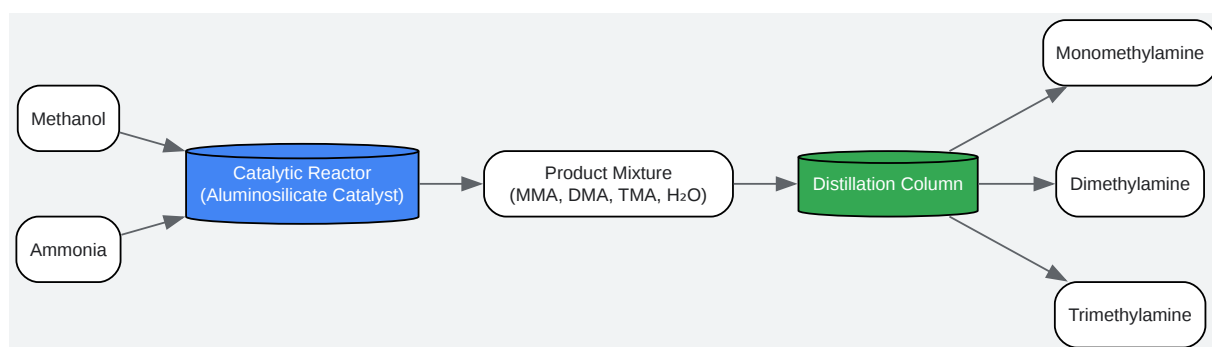 Methanol
Ammonia
Catalytic Reactor
(Aluminosilicate Catalyst)
Product Mixture
(MMA, DMA, TMA, H₂O)
Distillation Column
Monomethylamine
Dimethylamine
Trimethylamine